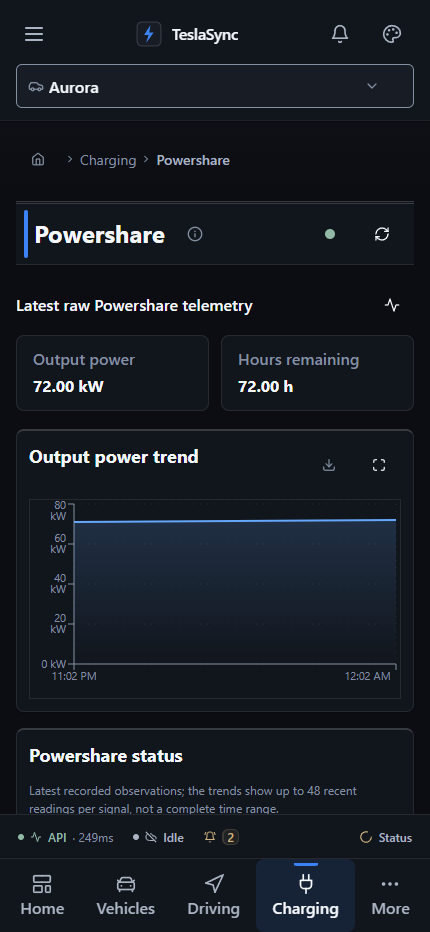 TeslaSync
Aurora
Charging
Powershare
Powershare
Latest raw Powershare telemetry
Output power
72.00 kW
Hours remaining
72.00 h
Output power trend
80
kW
60
kW
40
kW
20
kW
0 kW
11:02 PM
12:02 AM
Powershare status
Latest recorded observations; the trends show up to 48 recent
readings per signal, not a complete time range.
API · 249ms
Idle
2
Status
Home
Vehicles
Driving
Charging
More